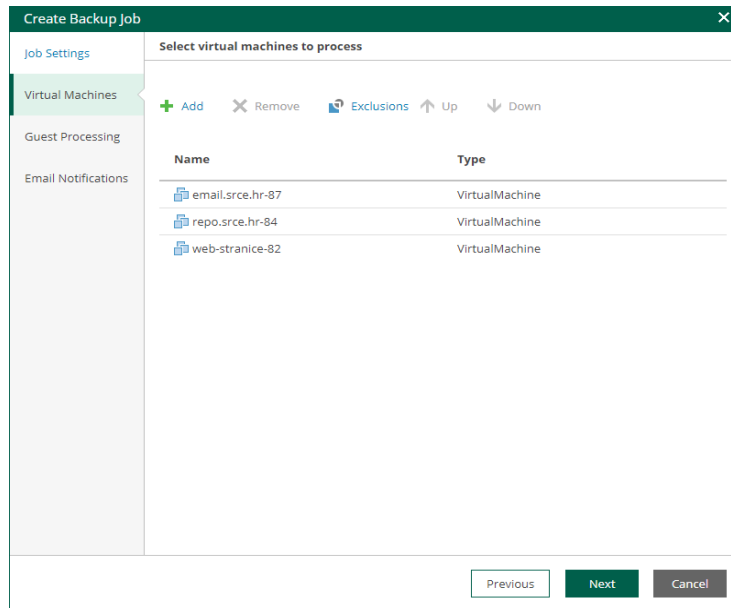 Create Backup Job
Job Settings
Virtual Machines
Guest Processing
Email Notifications
Select virtual machines to process
Add Remove Exclusions Up Down
Name Type
email.srce.hr-87 VirtualMachine
repo.srce.hr-84 VirtualMachine
web-stranice-82 VirtualMachine
Previous Next Cancel